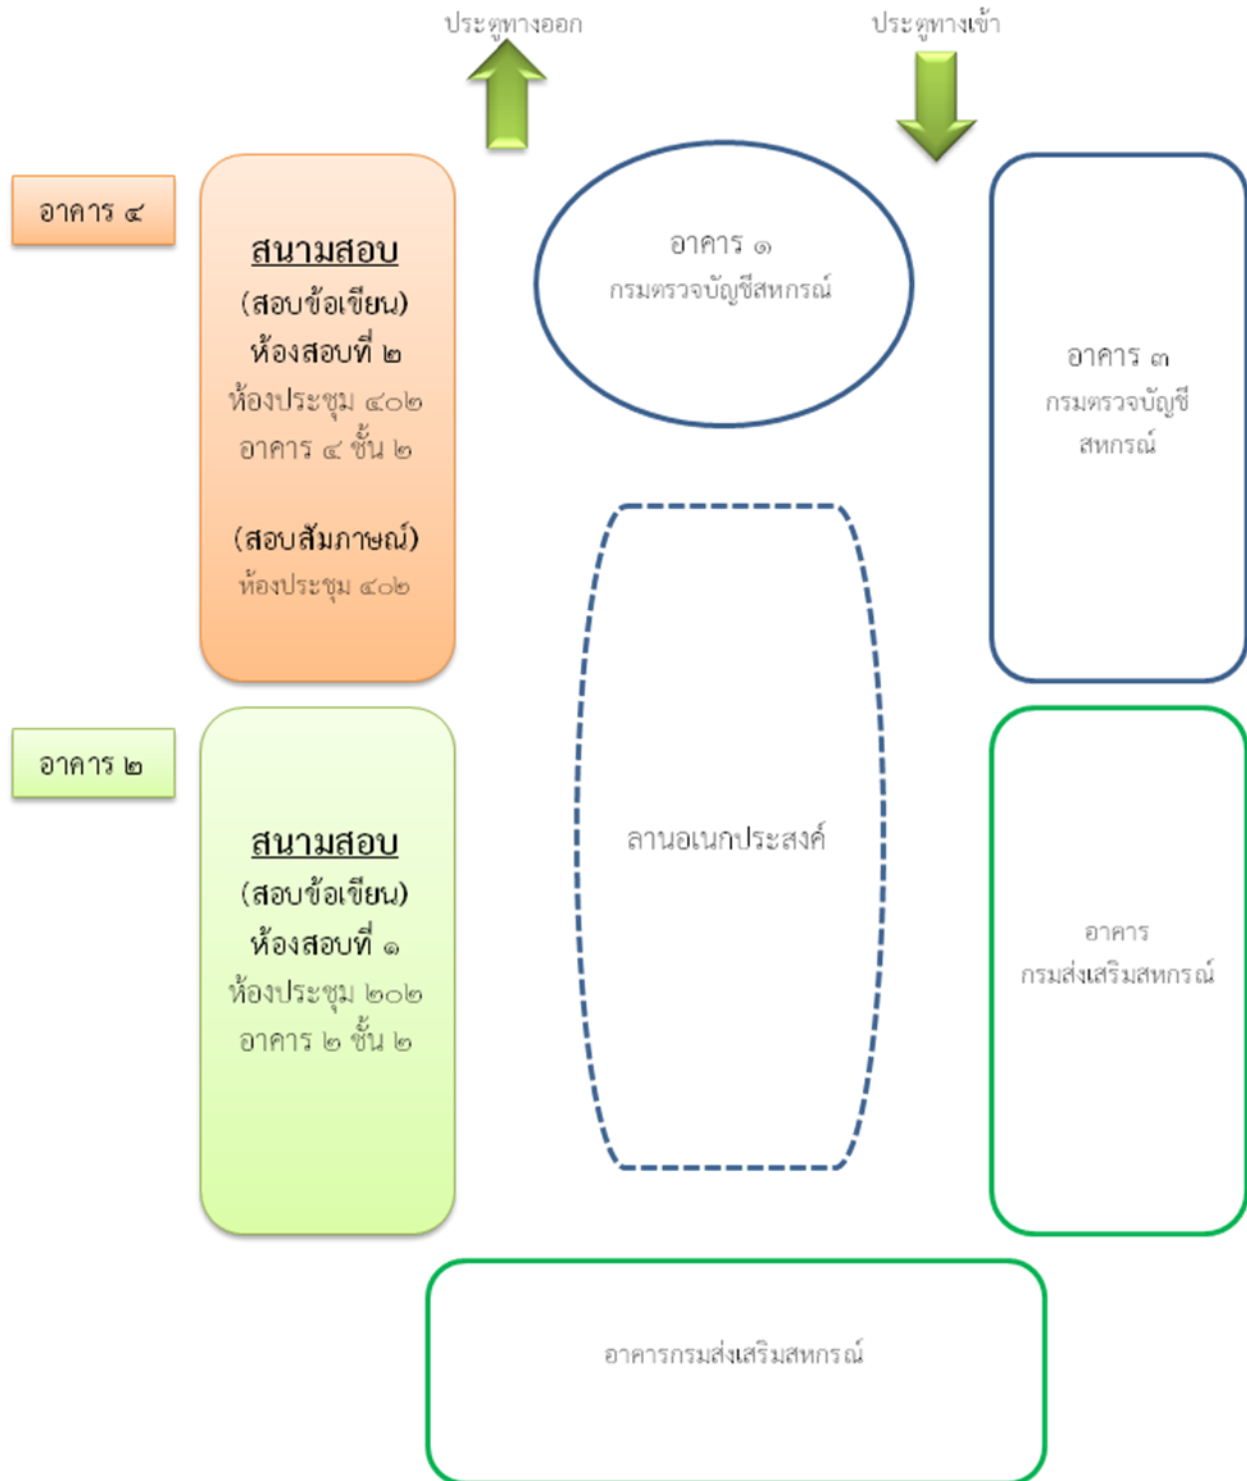 ประตูทางออก
ประตูทางเข้า
อาคาร ๔
สนามสอบ
(สอบข้อเขียน)
ห้องสอบที่ ๒
ห้องประชุม ๔๐๒
อาคาร ๔ ชั้น ๒
(สอบสัมภาษณ์)
ห้องประชุม ๔๐๒
อาคาร ๑
กรมตรวจบัญชีสหกรณ์
อาคาร ๓
กรมตรวจบัญชี
สหกรณ์
อาคาร ๒
สนามสอบ
(สอบข้อเขียน)
ห้องสอบที่ ๑
ห้องประชุม ๒๐๒
อาคาร ๒ ชั้น ๒
ลานอเนกประสงค์
อาคาร
กรมส่งเสริมสหกรณ์
อาคารกรมส่งเสริมสหกรณ์